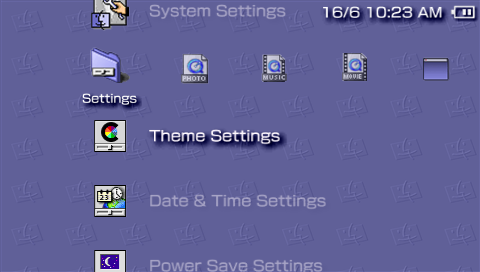 System Settings
16/6 10:23 AM
PHOTO
MUSIC
MOVIE
Settings
Theme Settings
23
Date & Time Settings
Power Save Settings